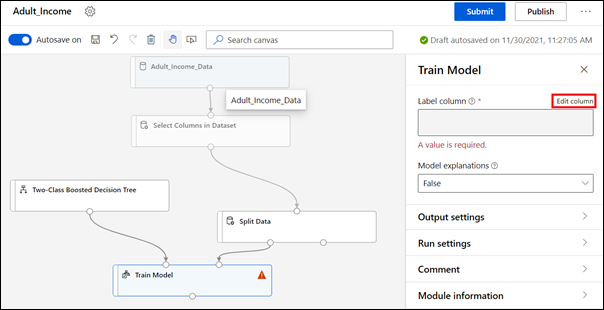 Adult_Income
Submit
Publish
Autosave on
Search canvas
Draft autosaved on 11/30/2021, 11:27:05 AM
Adult_Income_Data
Adult_Income_Data
Select Columns in Dataset
Two-Class Boosted Decision Tree
Split Data
Train Model
Train Model
Label column *
Edit column
A value is required.
Model explanations
False
Output settings
Run settings
Comment
Module information